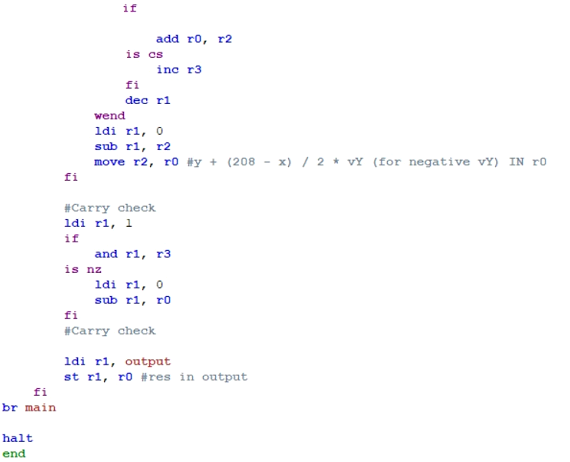 if
add r0, r2
is cs
inc r3
fi
dec r1
wend
ldi r1, 0
sub r1, r2
move r2, r0 #y + (208 - x) / 2 * vY (for negative vY) IN r0
fi
#Carry check
ldi r1, 1
if
and r1, r3
is nz
ldi r1, 0
sub r1, r0
fi
#Carry check
ldi r1, output
st r1, r0 #res in output
fi
br main
halt
end